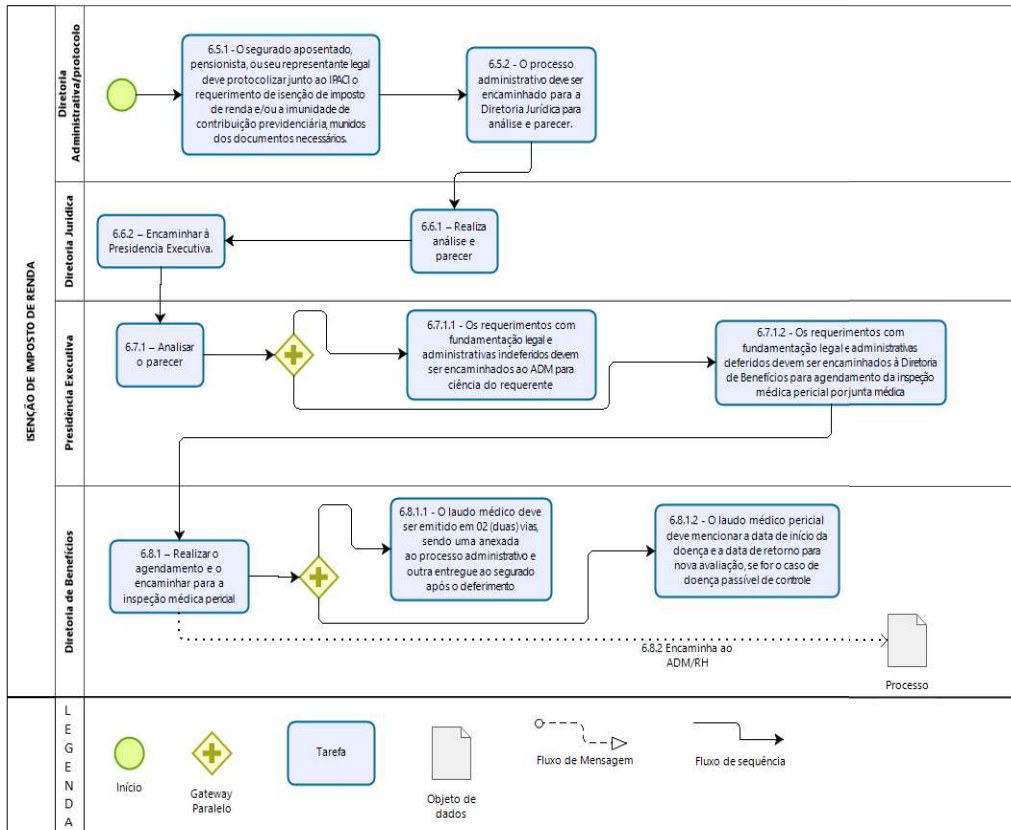 ISENÇÃO DE IMPOSTO DE RENDA
Diretoria
Administrativa/protocolo
6.5.1 - O segurado aposentado,
pensionista, ou seu representante legal
deve protocolizar junto ao IPACI o
requerimento de isenção de imposto
de renda e/ou a imunidade de
contribuição previdenciária, munidos
dos documentos necessários.
6.5.2 - O processo
administrativo deve ser
encaminhado para a
Diretoria Jurídica para
análise e parecer.
Diretoria Jurídica
6.6.2 – Encaminhar à
Presidencia Executiva.
6.6.1 – Realiza
análise e
parecer
Presidência Executiva
6.7.1 – Analisar
o parecer
6.7.1.1 - Os requerimentos com
fundamentação legal e
administrativas indeferidos devem
ser encaminhados ao ADM para
ciência do requerente
6.7.1.2 - Os requerimentos com
fundamentação legal e administrativas
deferidos devem ser encaminhados à Diretoria
de Benefícios para agendamento da inspeção
médica pericial por junta médica
Diretoria de Benefícios
6.8.1 – Realizar o
agendamento e o
encaminhar para a
inspeção médica pericial
6.8.1.1 - O laudo médico deve
ser emitido em 02 (duas) vias,
sendo uma anexada
ao processo administrativo e
outra entregue ao segurado
após o deferimento
6.8.1.2 - O laudo médico pericial
deve mencionar a data de início da
doença e a data de retorno para
nova avaliação, se for o caso de
doença passível de controle
6.8.2 Encaminha ao
ADM/RH
Processo
L
E
G
E
N
D
A
Início
Gateway
Paralelo
Tarefa
Objeto de
dados
Fluxo de Mensagem
Fluxo de sequência